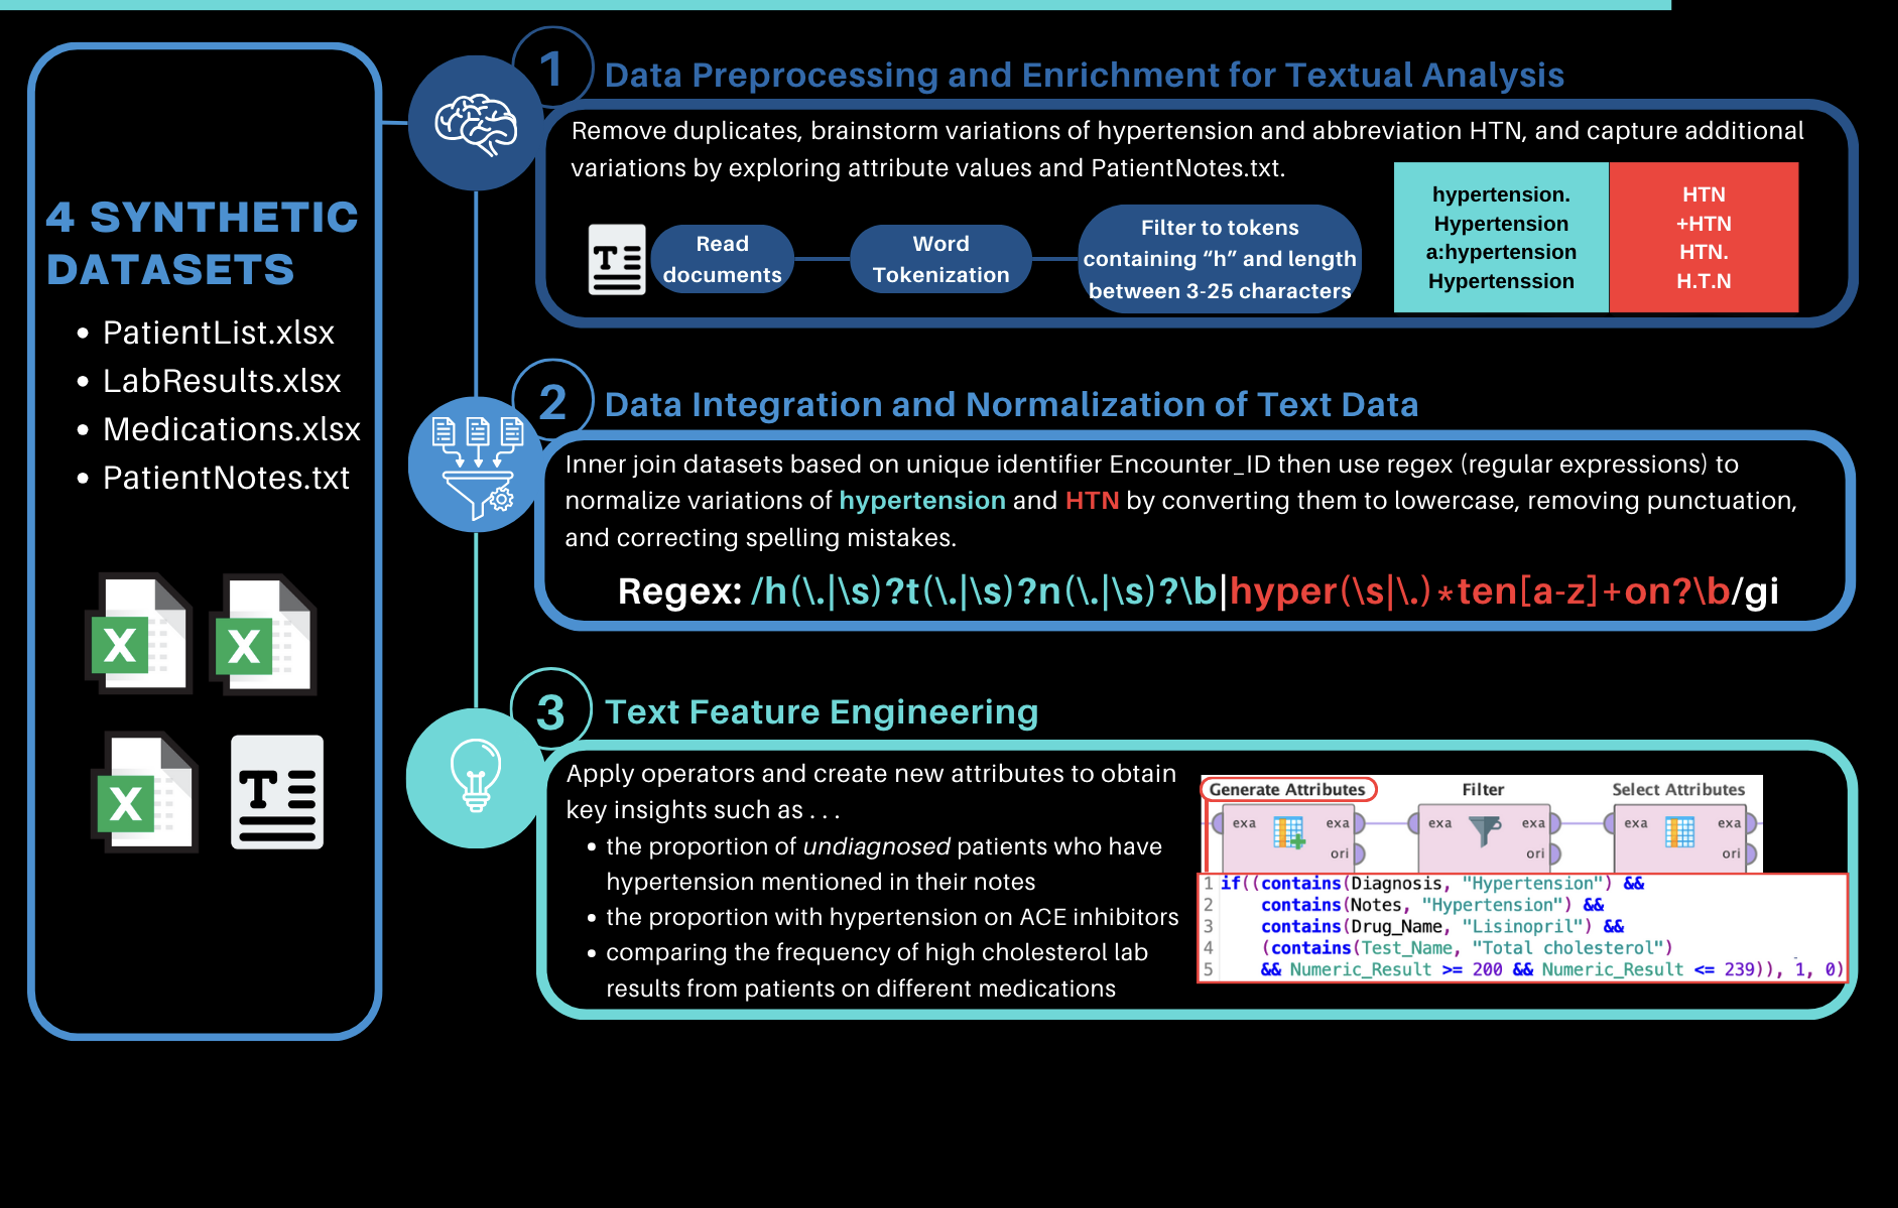 4 SYNTHETIC
DATASETS
• PatientList.xlsx
• LabResults.xlsx
• Medications.xlsx
• PatientNotes.txt
X
X
X
T
1
Data Preprocessing and Enrichment for Textual Analysis
Remove duplicates, brainstorm variations of hypertension and abbreviation HTN, and capture additional
variations by exploring attribute values and PatientNotes.txt.
T
Read
documents
Word
Tokenization
Filter to tokens
containing “h” and length
between 3-25 characters
hypertension.
Hypertension
a:hypertension
Hypertenssion
HTN
+HTN
HTN.
H.T.N
2
Data Integration and Normalization of Text Data
Inner join datasets based on unique identifier Encounter_ID then use regex (regular expressions) to
normalize variations of hypertension and HTN by converting them to lowercase, removing punctuation,
and correcting spelling mistakes.
Regex: /h(\.|\s)?t(\.|\s)?n(\.|\s)?\b|hyper(\s|\.)*ten[a-z]+on?\b/gi
3
Text Feature Engineering
Apply operators and create new attributes to obtain
key insights such as . . .
• the proportion of undiagnosed patients who have
hypertension mentioned in their notes
• the proportion with hypertension on ACE inhibitors
• comparing the frequency of high cholesterol lab
results from patients on different medications
Generate Attributes
exa exa
ori
Filter
exa exa
ori
Select Attributes
exa exa
ori
1 if((contains(Diagnosis, "Hypertension") &&
2 contains(Notes, "Hypertension") &&
3 contains(Drug_Name, "Lisinopril") &&
4 (contains(Test_Name, "Total cholesterol")
5 && Numeric_Result >= 200 && Numeric_Result <= 239)), 1, 0)